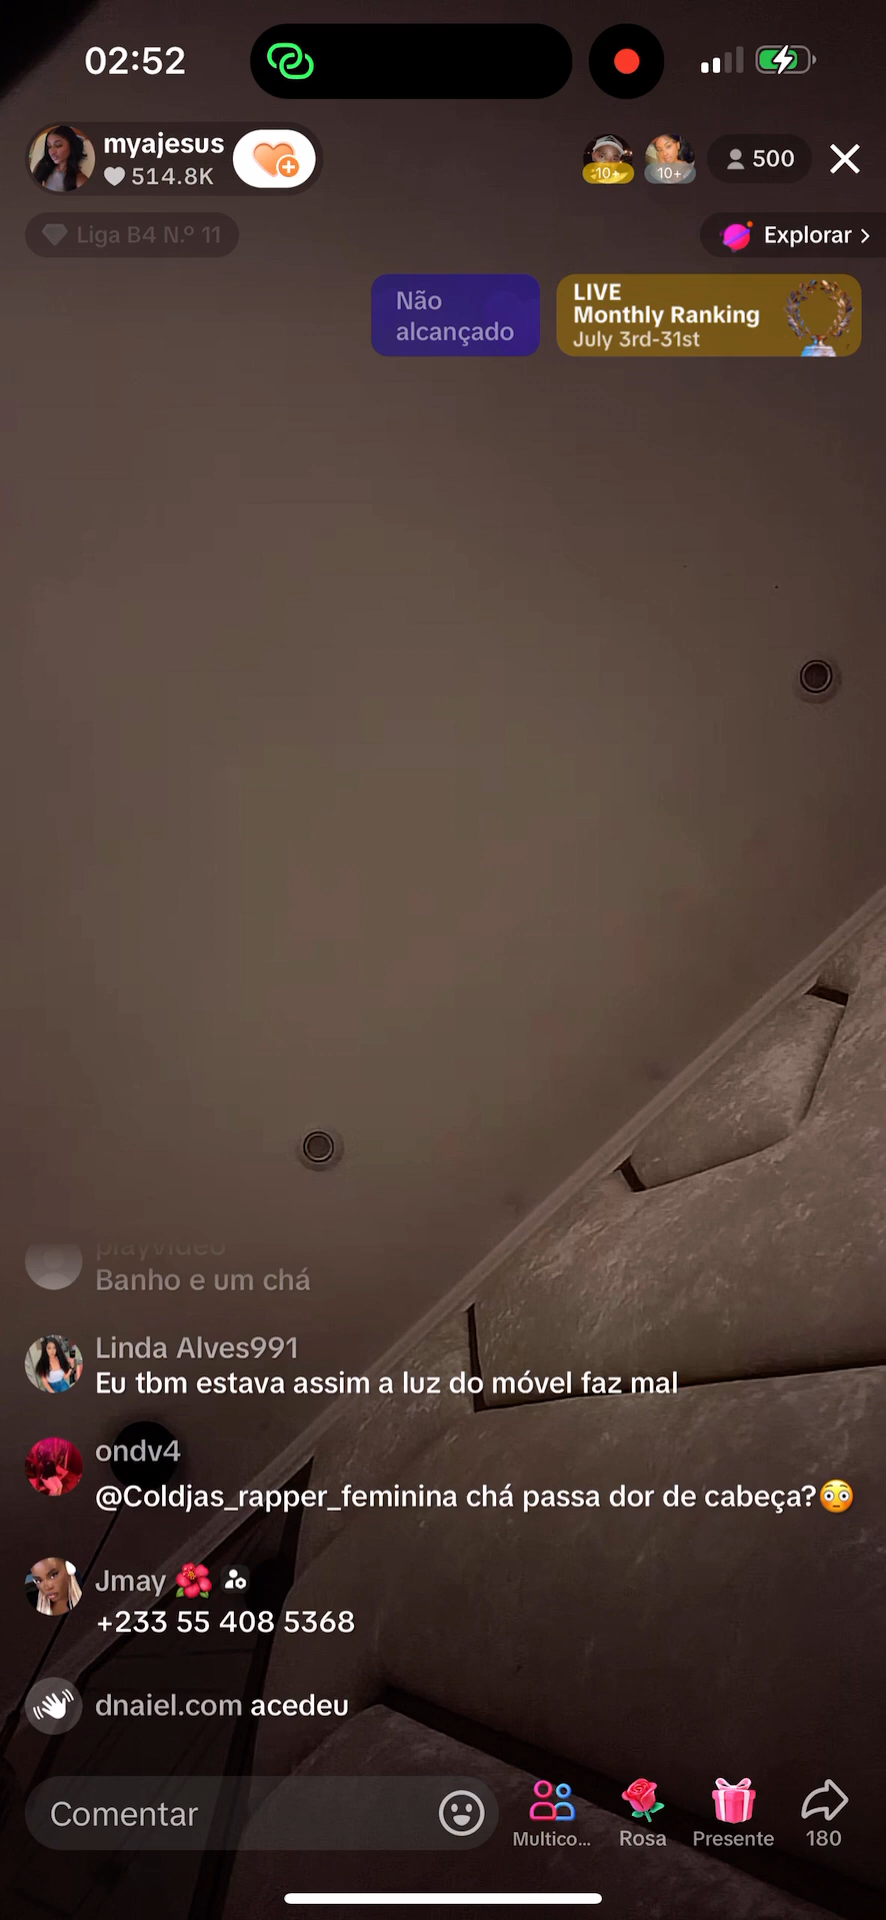 02:52
myajesus
514.8K
10+
10+
500
Liga B4 N.º 11
Explorar
Não
alcançado
LIVE
Monthly Ranking
July 3rd-31st
playvideo
Banho e um chá
Linda Alves991
Eu tbm estava assim a luz do móvel faz mal
ondv4
@Coldjas_rapper_feminina chá passa dor de cabeça?😳
Jmay 🌺
+233 55 408 5368
dnaiel.com acedeu
Comentar
Multico...
Rosa
Presente
180